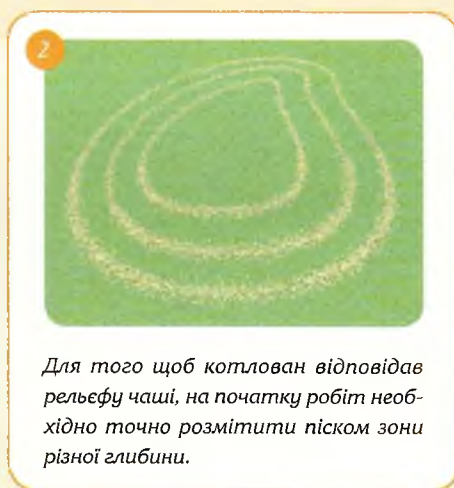 2
Для того щоб котлован відповідав
рельєфу чаші, на початку робіт необ-
хідно точно розмітити піском зони
різної глибини.